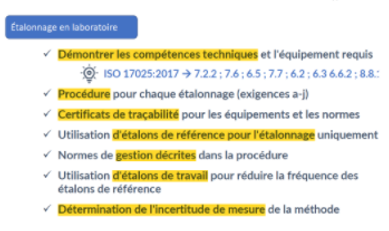 Étalonnage en laboratoire
✓ Démontrer les compétences techniques et l'équipement requis
ISO 17025:2017 → 7.2.2 ; 7.6 ; 6.5 ; 7.7 ; 6.2 ; 6.3 6.6.2 ; 8.8.
✓ Procédure pour chaque étalonnage (exigences a-j)
✓ Certificats de traçabilité pour les équipements et les normes
✓ Utilisation d'étalons de référence pour l'étalonnage uniquement
✓ Normes de gestion décrites dans la procédure
✓ Utilisation d'étalons de travail pour réduire la fréquence des
étalons de référence
✓ Détermination de l'incertitude de mesure de la méthode